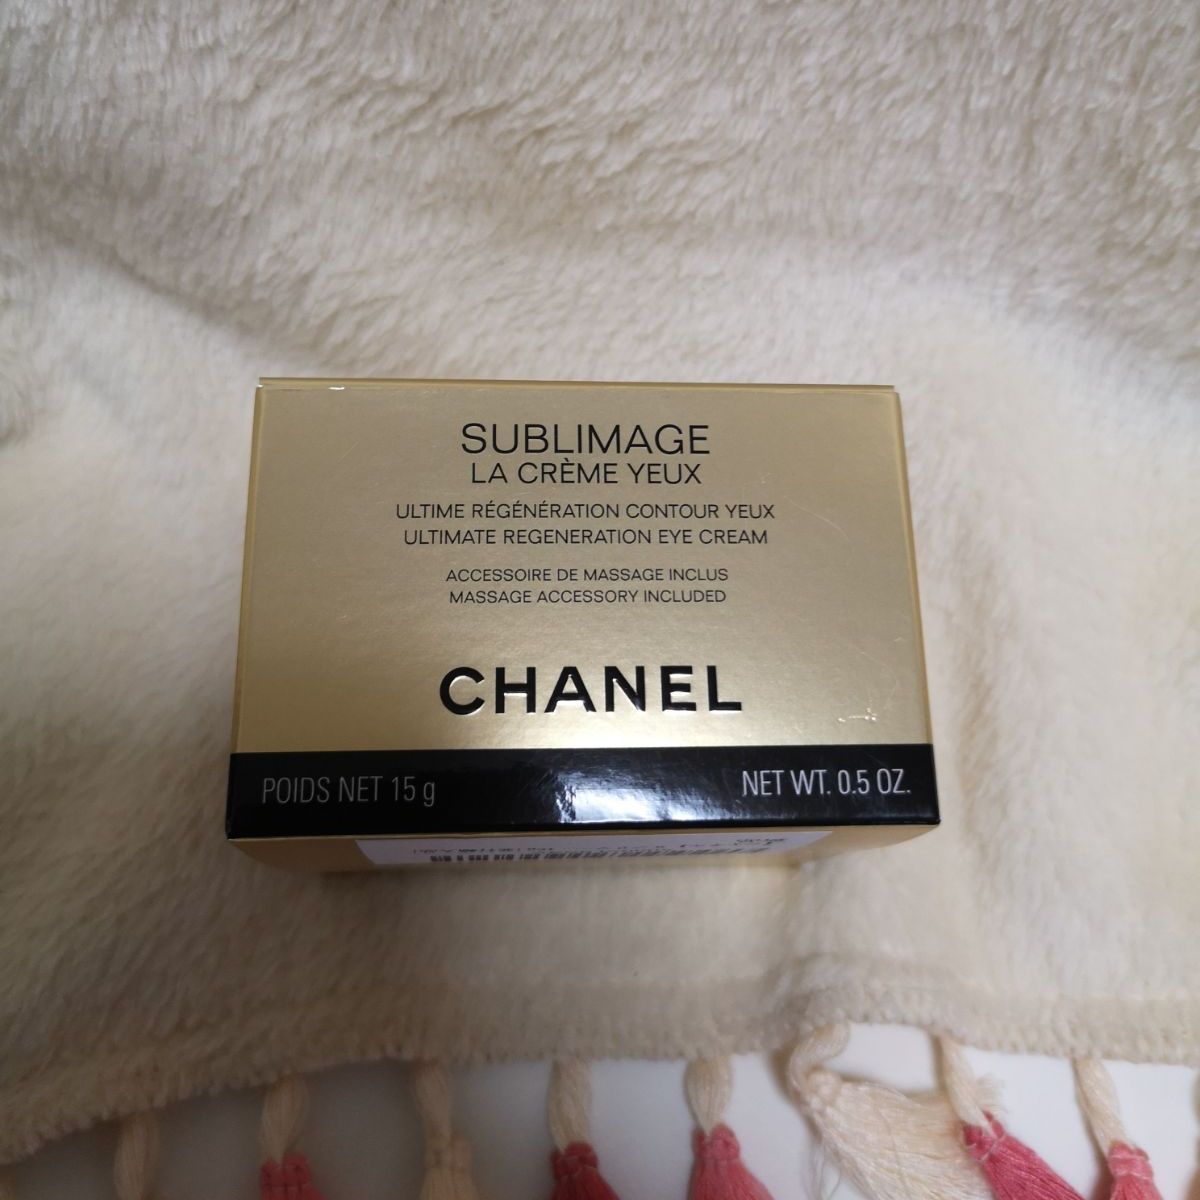 SUBLIMAGE
LA CRÈME YEUX
ULTIME RÉGÉNÉRATION CONTOUR YEUX
ULTIMATE REGENERATION EYE CREAM
ACCESSOIRE DE MASSAGE INCLUS
MASSAGE ACCESSORY INCLUDED
CHANEL
POIDS NET 15 g
NET WT. 0.5 OZ.